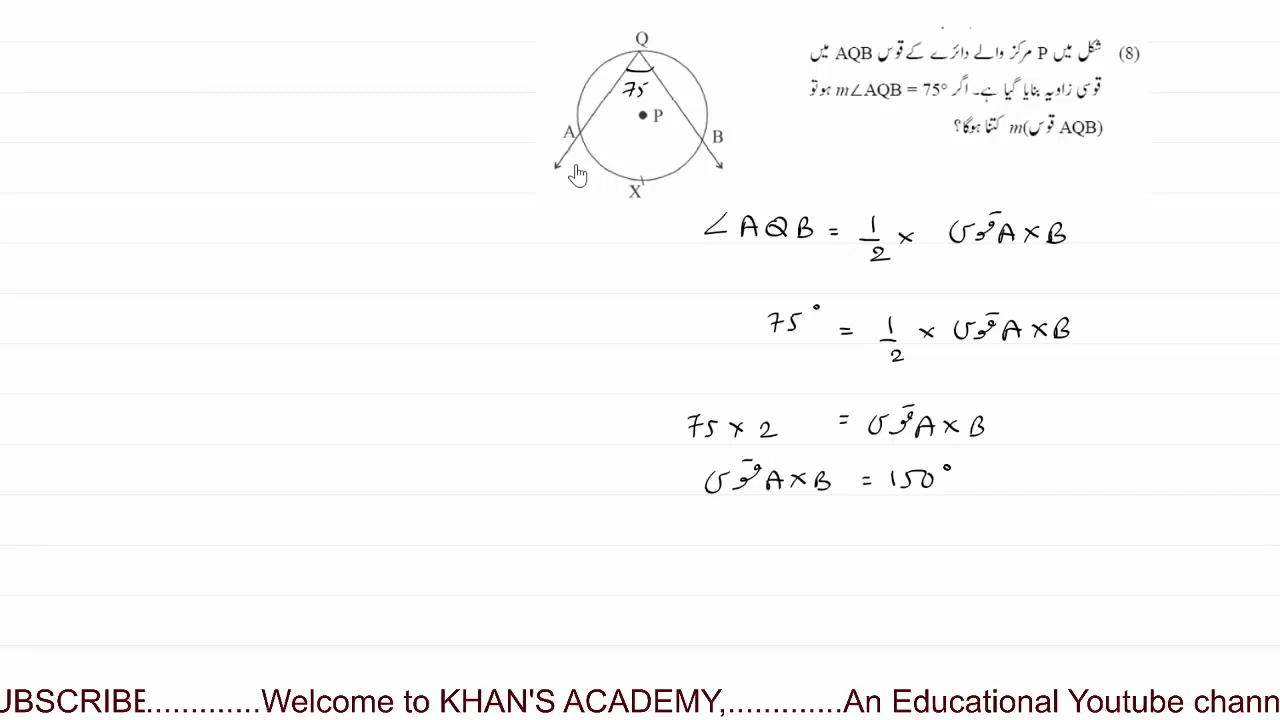 (8) شکل میں P مرکز والے دائرے کے قوس AQB میں
قوسی زاویہ بنایا گیا ہے۔ اگر m∠AQB = 75° ہو تو
m(قوس AQB) کتنا ہوگا؟
Q
75
P
A
B
X
∠AQB = 1/2 × قوس AXB
75° = 1/2 × قوس AXB
75 × 2 = قوس AXB
قوس AXB = 150°
UBSCRIBE.............Welcome to KHAN'S ACADEMY,.............An Educational Youtube chann